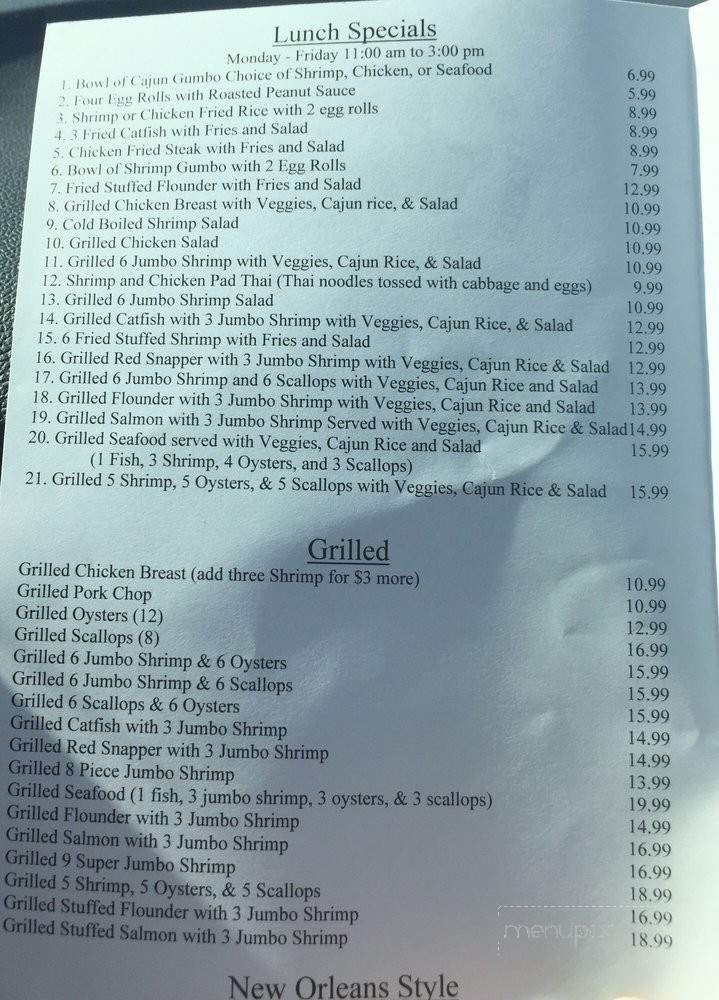 Lunch Specials
Monday - Friday 11:00 am to 3:00 pm
1. Bowl of Cajun Gumbo Choice of Shrimp, Chicken, or Seafood 6.99
2. Four Egg Rolls with Roasted Peanut Sauce 5.99
3. Shrimp or Chicken Fried Rice with 2 egg rolls 8.99
4. 3 Fried Catfish with Fries and Salad 8.99
5. Chicken Fried Steak with Fries and Salad 8.99
6. Bowl of Shrimp Gumbo with 2 Egg Rolls 7.99
7. Fried Stuffed Flounder with Fries and Salad 12.99
8. Grilled Chicken Breast with Veggies, Cajun rice, & Salad 10.99
9. Cold Boiled Shrimp Salad 10.99
10. Grilled Chicken Salad 10.99
11. Grilled 6 Jumbo Shrimp with Veggies, Cajun Rice, & Salad 10.99
12. Shrimp and Chicken Pad Thai (Thai noodles tossed with cabbage and eggs) 9.99
13. Grilled 6 Jumbo Shrimp Salad 10.99
14. Grilled Catfish with 3 Jumbo Shrimp with Veggies, Cajun Rice, & Salad 12.99
15. 6 Fried Stuffed Shrimp with Fries and Salad 12.99
16. Grilled Red Snapper with 3 Jumbo Shrimp with Veggies, Cajun Rice & Salad 12.99
17. Grilled 6 Jumbo Shrimp and 6 Scallops with Veggies, Cajun Rice and Salad 13.99
18. Grilled Flounder with 3 Jumbo Shrimp with Veggies, Cajun Rice and Salad 13.99
19. Grilled Salmon with 3 Jumbo Shrimp Served with Veggies, Cajun Rice & Salad14.99
20. Grilled Seafood served with Veggies, Cajun Rice and Salad 15.99
(1 Fish, 3 Shrimp, 4 Oysters, and 3 Scallops)
21. Grilled 5 Shrimp, 5 Oysters, & 5 Scallops with Veggies, Cajun Rice & Salad 15.99
Grilled
Grilled Chicken Breast (add three Shrimp for $3 more) 10.99
Grilled Pork Chop 10.99
Grilled Oysters (12) 12.99
Grilled Scallops (8) 16.99
Grilled 6 Jumbo Shrimp & 6 Oysters 15.99
Grilled 6 Jumbo Shrimp & 6 Scallops 15.99
Grilled 6 Scallops & 6 Oysters 15.99
Grilled Catfish with 3 Jumbo Shrimp 14.99
Grilled Red Snapper with 3 Jumbo Shrimp 14.99
Grilled 8 Piece Jumbo Shrimp 13.99
Grilled Seafood (1 fish, 3 jumbo shrimp, 3 oysters, & 3 scallops) 19.99
Grilled Flounder with 3 Jumbo Shrimp 14.99
Grilled Salmon with 3 Jumbo Shrimp 16.99
Grilled 9 Super Jumbo Shrimp 16.99
Grilled 5 Shrimp, 5 Oysters, & 5 Scallops 18.99
Grilled Stuffed Flounder with 3 Jumbo Shrimp 16.99
Grilled Stuffed Salmon with 3 Jumbo Shrimp 18.99
New Orleans Style